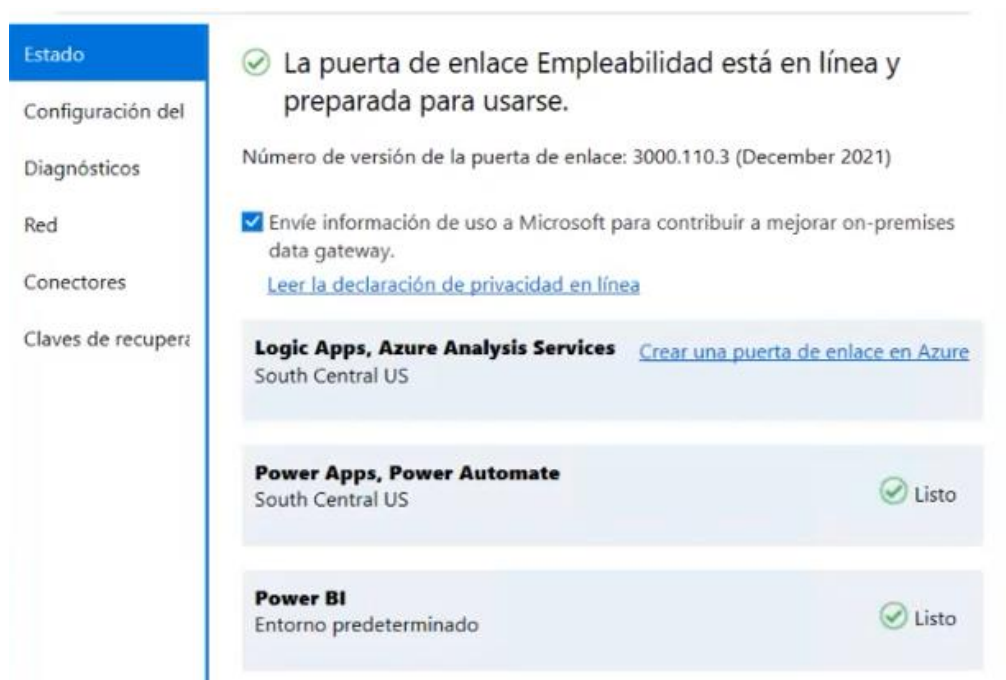 Estado
Configuración del
Diagnósticos
Red
Conectores
Claves de recupera
La puerta de enlace Empleabilidad está en línea y
preparada para usarse.
Número de versión de la puerta de enlace: 3000.110.3 (December 2021)
Envíe información de uso a Microsoft para contribuir a mejorar on-premises
data gateway.
Leer la declaración de privacidad en línea
Logic Apps, Azure Analysis Services Crear una puerta de enlace en Azure
South Central US
Power Apps, Power Automate
South Central US
Listo
Power BI
Entorno predeterminado
Listo